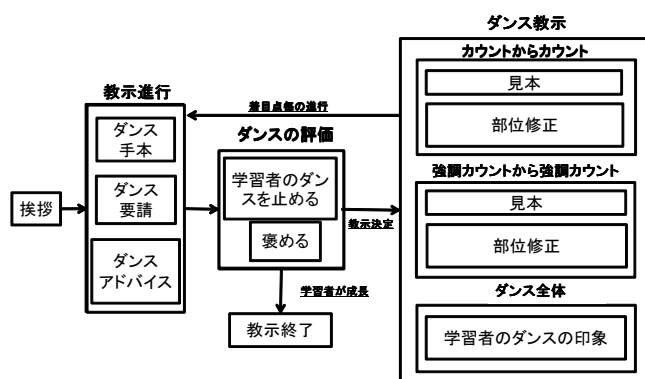 挨拶
教示進行
ダンス
手本
ダンス
要請
ダンス
アドバイス
ダンスの評価
学習者のダン
スを止める
褒める
教示終了
着目点毎の進行
教示決定
学習者が成長
ダンス教示
カウントからカウント
見本
部位修正
強調カウントから強調カウント
見本
部位修正
ダンス全体
学習者のダンスの印象